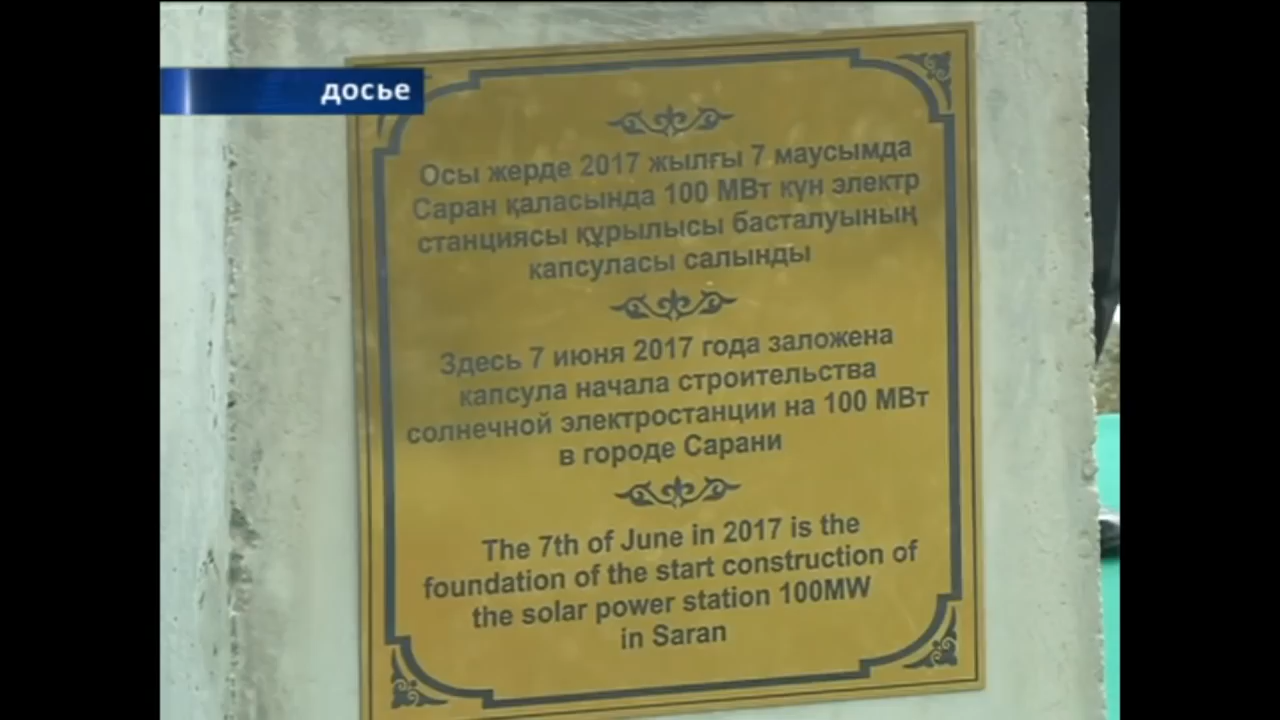 досье
Осы жерде 2017 жылғы 7 маусымда
Саран қаласында 100 МВт күн электр
станциясы құрылысы басталуының
капсуласы салынды
Здесь 7 июня 2017 года заложена
капсула начала строительства
солнечной электростанции на 100 МВт
в городе Сарани
The 7th of June in 2017 is the
foundation of the start construction of
the solar power station 100MW
in Saran